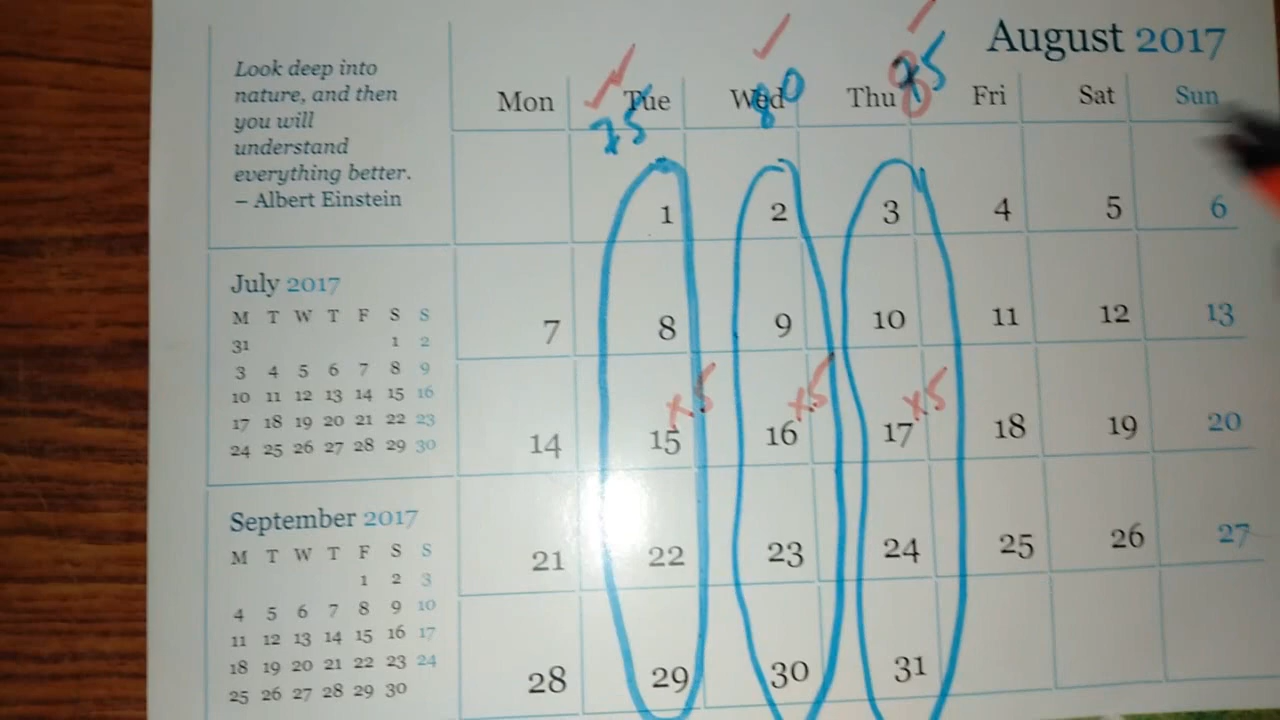 August 2017
Look deep into
nature, and then
you will
understand
everything better.
– Albert Einstein
75 80 75
Mon Tue Wed Thu Fri Sat Sun
1 2 3 4 5 6
7 8 9 10 11 12 13
×5 ×5 ×5
14 15 16 17 18 19 20
21 22 23 24 25 26 27
28 29 30 31
July 2017
M T W T F S S
31 1 2
3 4 5 6 7 8 9
10 11 12 13 14 15 16
17 18 19 20 21 22 23
24 25 26 27 28 29 30
September 2017
M T W T F S S
1 2 3
4 5 6 7 8 9 10
11 12 13 14 15 16 17
18 19 20 21 22 23 24
25 26 27 28 29 30